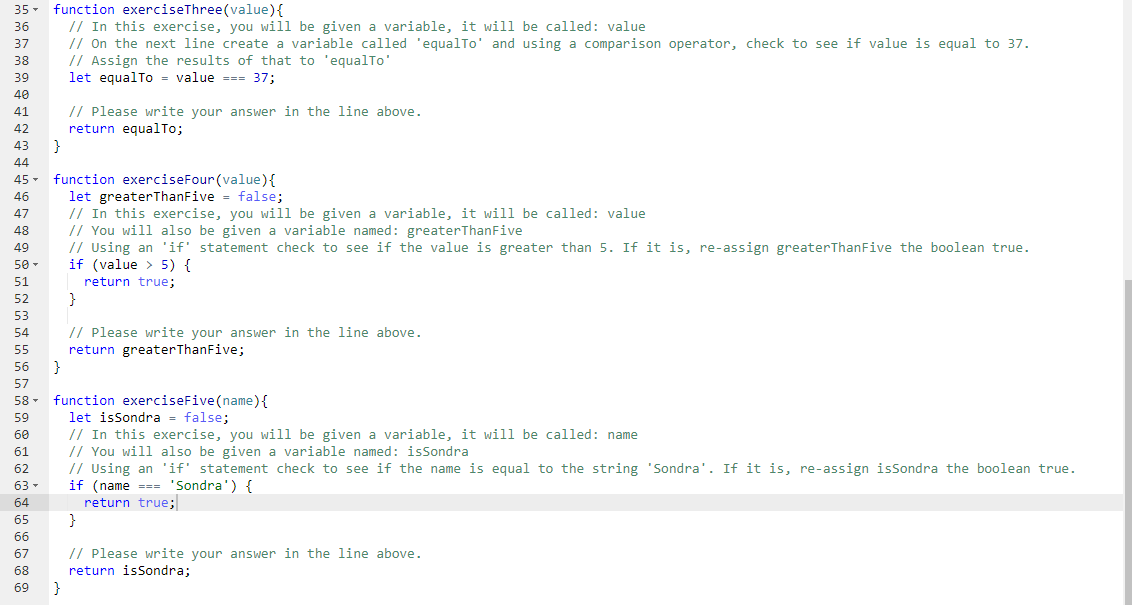 35 function exerciseThree(value){
36   // In this exercise, you will be given a variable, it will be called: value
37   // On the next line create a variable called 'equalTo' and using a comparison operator, check to see if value is equal to 37.
38   // Assign the results of that to 'equalTo'
39   let equalTo = value === 37;
40
41   // Please write your answer in the line above.
42   return equalTo;
43 }
44
45 function exerciseFour(value){
46   let greaterThanFive = false;
47   // In this exercise, you will be given a variable, it will be called: value
48   // You will also be given a variable named: greaterThanFive
49   // Using an 'if' statement check to see if the value is greater than 5. If it is, re-assign greaterThanFive the boolean true.
50   if (value > 5) {
51     return true;
52   }
53
54   // Please write your answer in the line above.
55   return greaterThanFive;
56 }
57
58 function exerciseFive(name){
59   let isSondra = false;
60   // In this exercise, you will be given a variable, it will be called: name
61   // You will also be given a variable named: isSondra
62   // Using an 'if' statement check to see if the name is equal to the string 'Sondra'. If it is, re-assign isSondra the boolean true.
63   if (name === 'Sondra') {
64     return true;
65   }
66
67   // Please write your answer in the line above.
68   return isSondra;
69 }